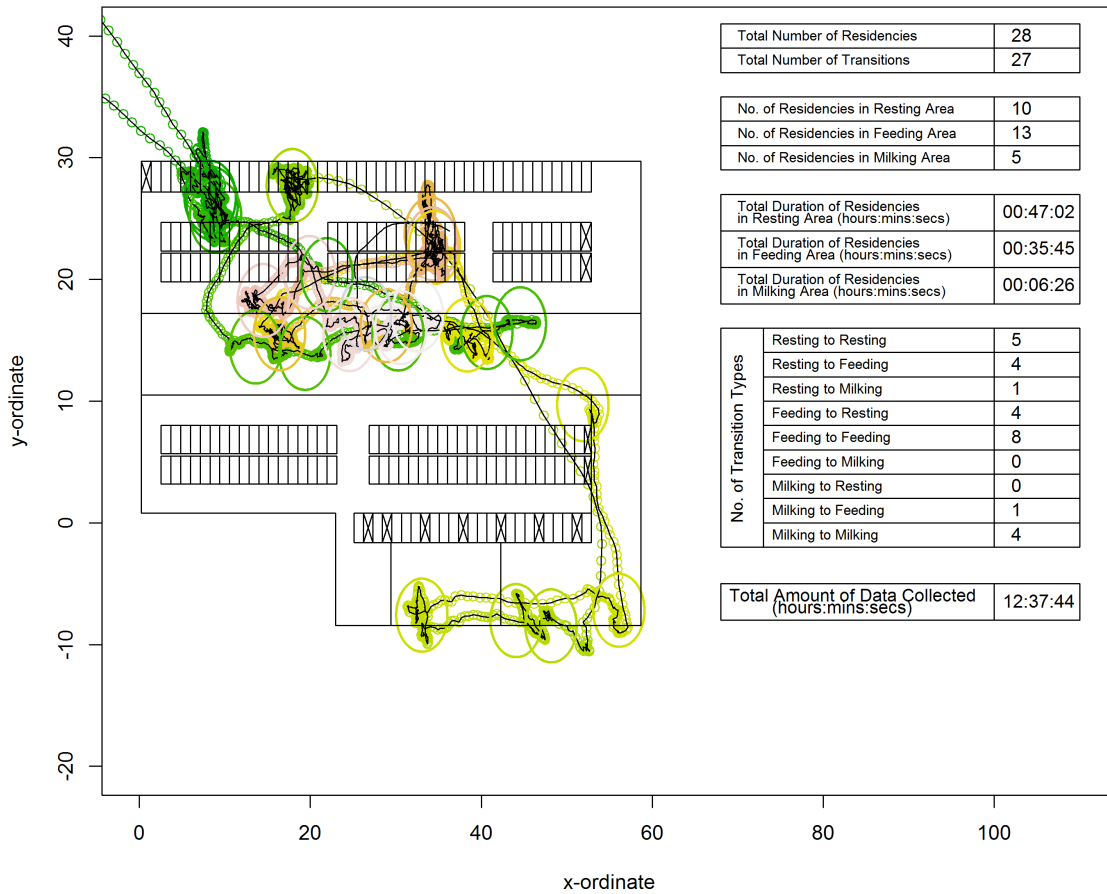 40
30
20
10
0
-10
-20
y-ordinate
0 20 40 60 80 100
x-ordinate
Total Number of Residencies 28
Total Number of Transitions 27
No. of Residencies in Resting Area 10
No. of Residencies in Feeding Area 13
No. of Residencies in Milking Area 5
Total Duration of Residencies
in Resting Area (hours:mins:secs) 00:47:02
Total Duration of Residencies
in Feeding Area (hours:mins:secs) 00:35:45
Total Duration of Residencies
in Milking Area (hours:mins:secs) 00:06:26
No. of Transition Types
Resting to Resting 5
Resting to Feeding 4
Resting to Milking 1
Feeding to Resting 4
Feeding to Feeding 8
Feeding to Milking 0
Milking to Resting 0
Milking to Feeding 1
Milking to Milking 4
Total Amount of Data Collected
(hours:mins:secs) 12:37:44